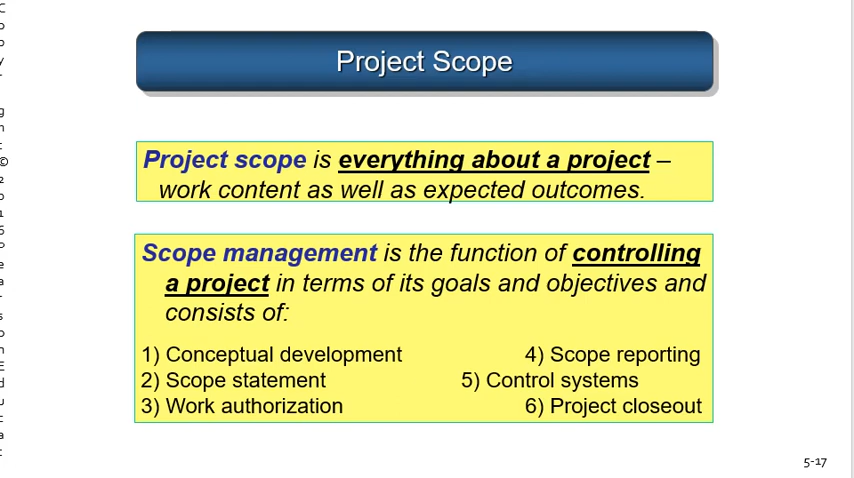 Project Scope
Project scope is everything about a project –
work content as well as expected outcomes.
Scope management is the function of controlling
a project in terms of its goals and objectives and
consists of:
1) Conceptual development 4) Scope reporting
2) Scope statement 5) Control systems
3) Work authorization 6) Project closeout
5-17